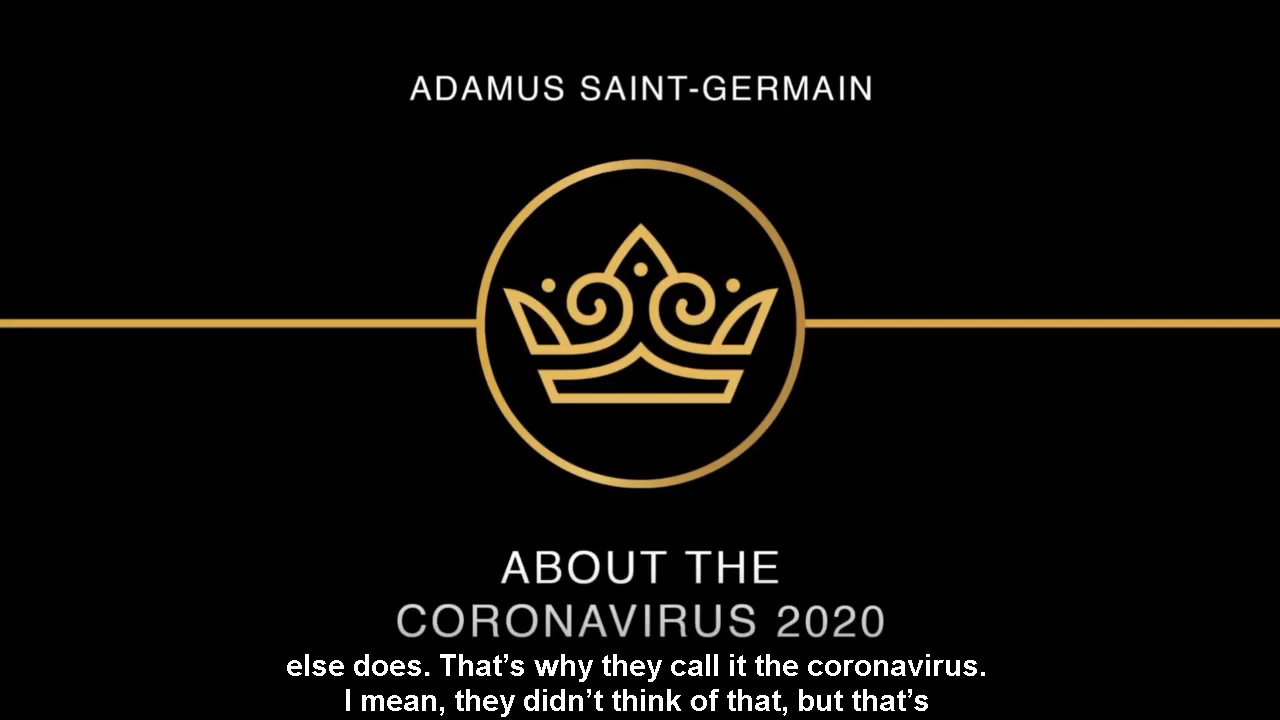 ADAMUS SAINT-GERMAIN
ABOUT THE
CORONAVIRUS 2020
else does. That’s why they call it the coronavirus.
I mean, they didn’t think of that, but that’s